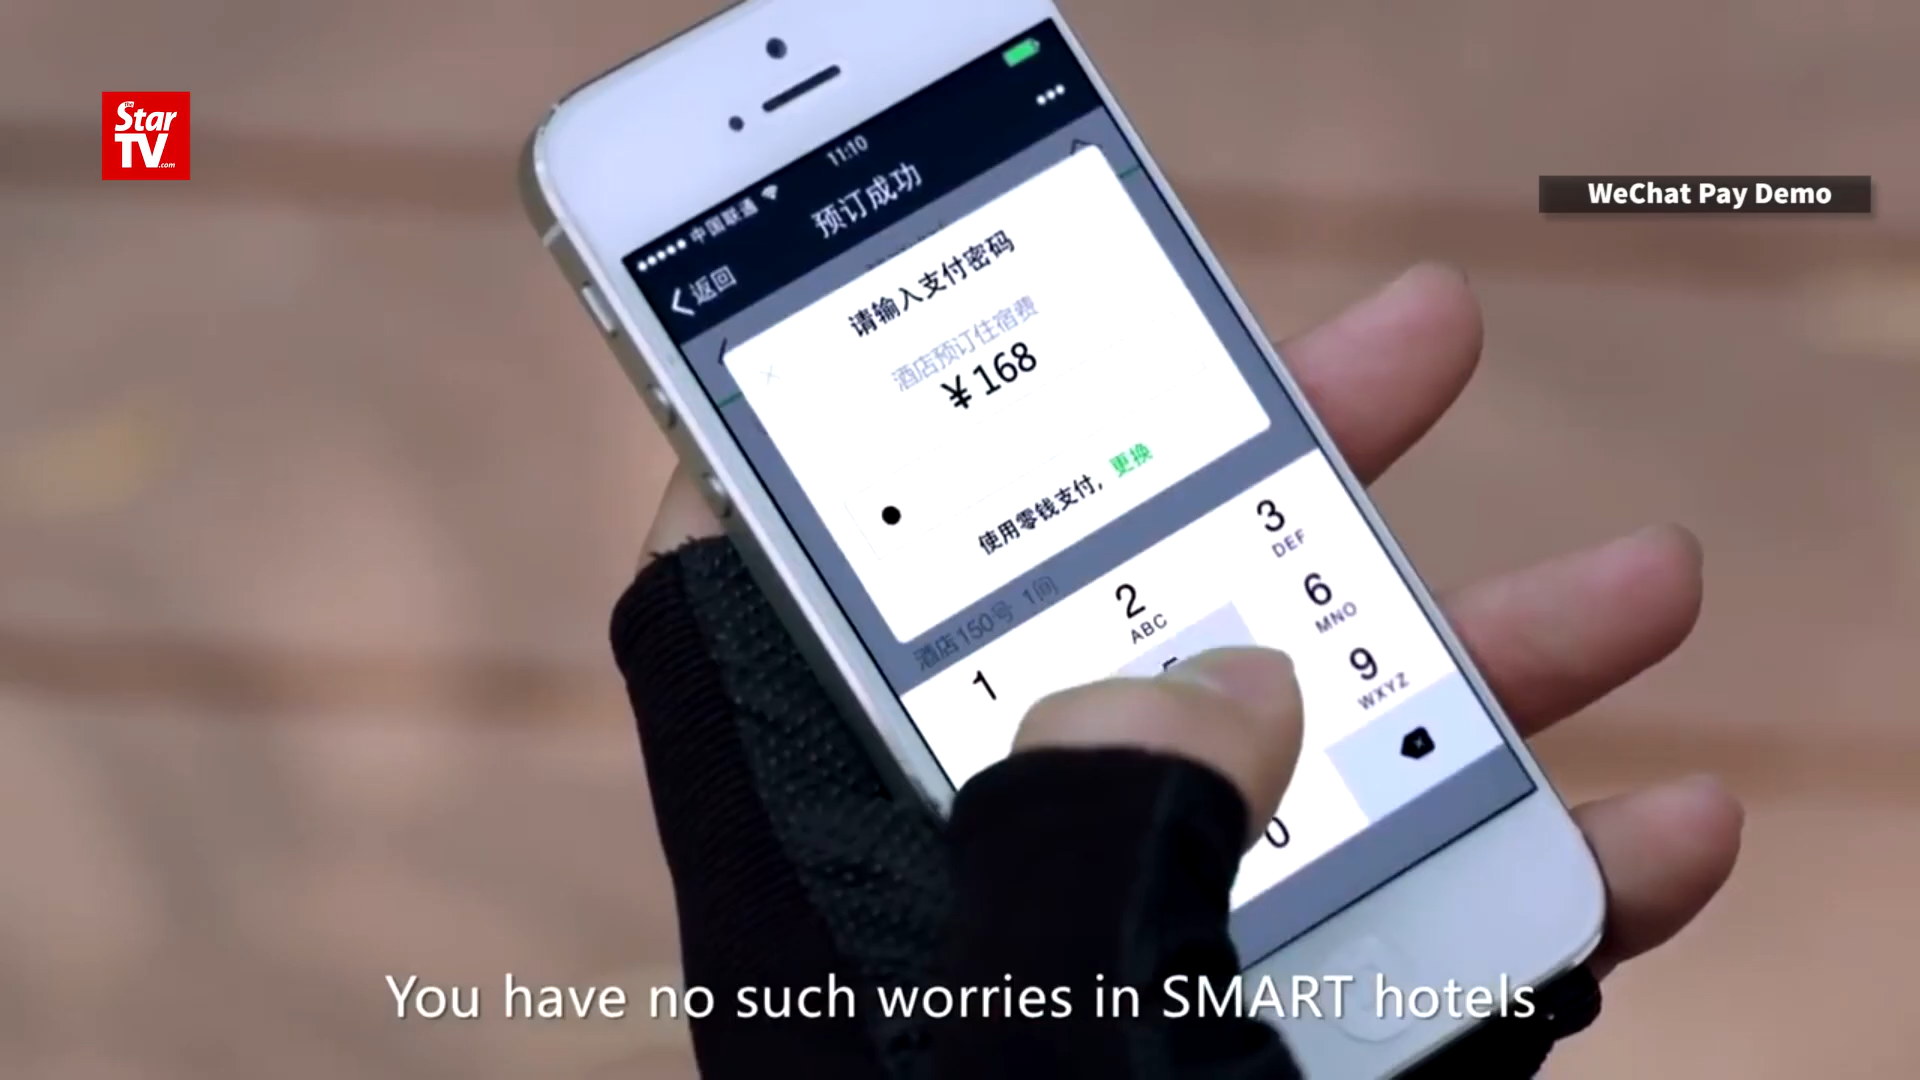 The
Star
TV
.com
WeChat Pay Demo
中国联通
11:10
返回
预订成功
•••
请输入支付密码
酒店预订住宿费
¥168
使用零钱支付，更换
酒店150号 1间
1
2
ABC
3
DEF
5
6
MNO
9
WXYZ
0
You have no such worries in SMART hotels